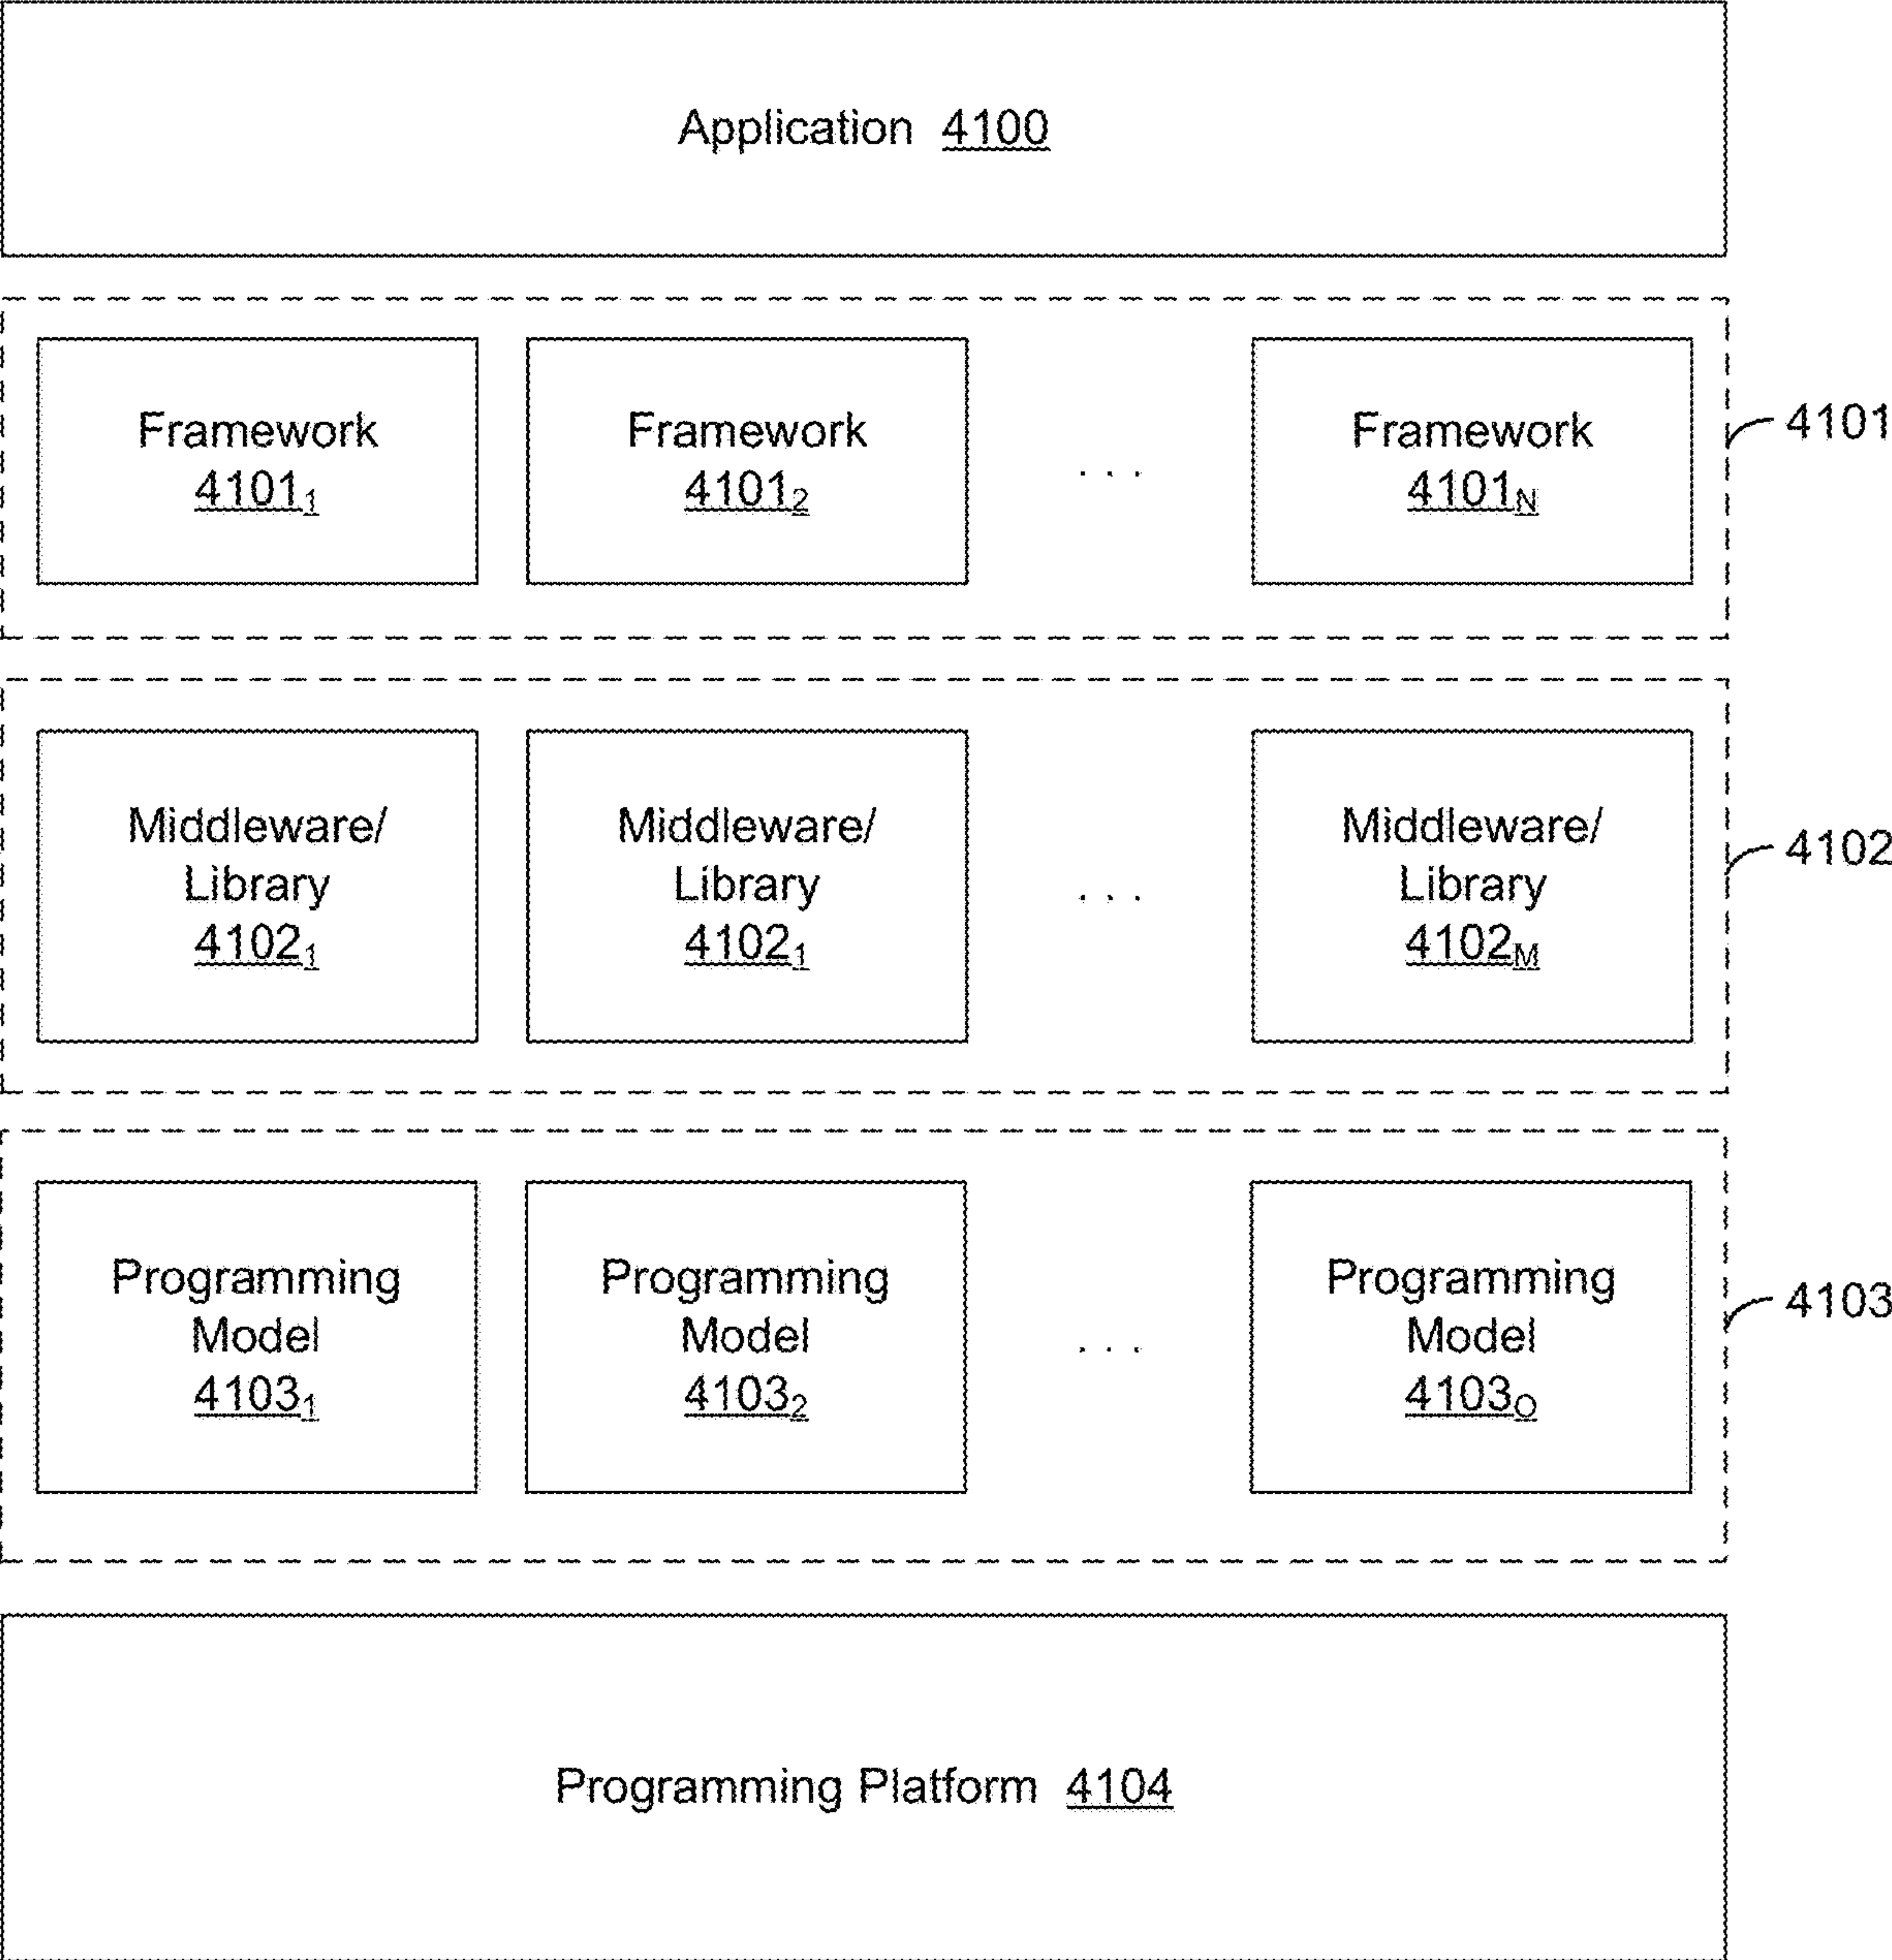 Application 4100
Framework Framework Framework 4101
4101₁ 4101₂ ... 4101N
Middleware/ Middleware/ Middleware/ 4102
Library Library Library
4102₁ 4102₁ ... 4102M
Programming Programming Programming 4103
Model Model Model
4103₁ 4103₂ ... 4103O
Programming Platform 4104